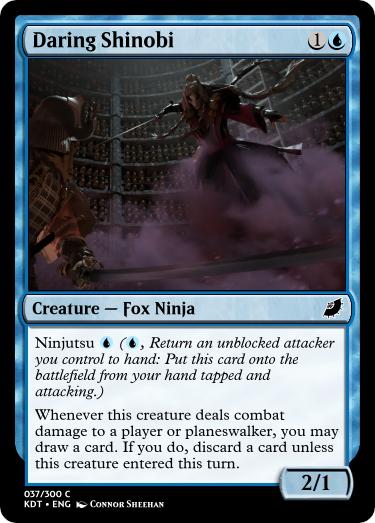 Daring Shinobi 1
Creature — Fox Ninja
Ninjutsu (, Return an unblocked attacker
you control to hand: Put this card onto the
battlefield from your hand tapped and
attacking.)
Whenever this creature deals combat
damage to a player or planeswalker, you may
draw a card. If you do, discard a card unless
this creature entered this turn.
2/1
037/300 C
KDT • ENG Connor Sheehan